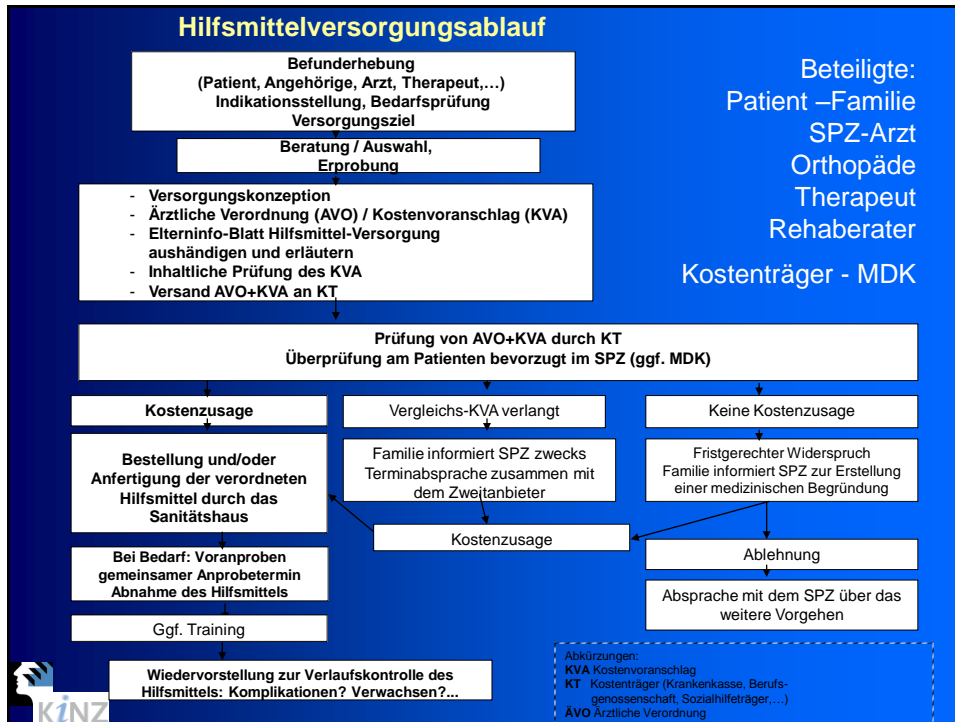 Hilfsmittelversorgungsablauf
Befunderhebung
(Patient, Angehörige, Arzt, Therapeut,…)
Indikationsstellung, Bedarfsprüfung
Versorgungsziel
Beratung / Auswahl,
Erprobung
- Versorgungskonzeption
- Ärztliche Verordnung (AVO) / Kostenvoranschlag (KVA)
- Elterninfo-Blatt Hilfsmittel-Versorgung
aushändigen und erläutern
- Inhaltliche Prüfung des KVA
- Versand AVO+KVA an KT
Beteiligte:
Patient –Familie
SPZ-Arzt
Orthopäde
Therapeut
Rehaberater
Kostenträger - MDK
Prüfung von AVO+KVA durch KT
Überprüfung am Patienten bevorzugt im SPZ (ggf. MDK)
Kostenzusage
Bestellung und/oder
Anfertigung der verordneten
Hilfsmittel durch das
Sanitätshaus
Bei Bedarf: Voranproben
gemeinsamer Anprobetermin
Abnahme des Hilfsmittels
Ggf. Training
Wiedervorstellung zur Verlaufskontrolle des
Hilfsmittels: Komplikationen? Verwachsen?...
Vergleichs-KVA verlangt
Familie informiert SPZ zwecks
Terminabsprache zusammen mit
dem Zweitanbieter
Kostenzusage
Keine Kostenzusage
Fristgerechter Widerspruch
Familie informiert SPZ zur Erstellung
einer medizinischen Begründung
Ablehnung
Absprache mit dem SPZ über das
weitere Vorgehen
Abkürzungen:
KVA Kostenvoranschlag
KT Kostenträger (Krankenkasse, Berufs-
genossenschaft, Sozialhilfeträger,…)
ÄVO Ärztliche Verordnung
KiNZ